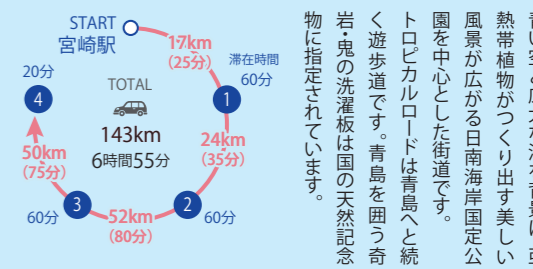 熱帯植物がつくり出す美しい
風景が広がる日南海岸国定公
園を中心とした街道です。
トロピカルロードは青島へと続
く遊歩道です。青島を囲う奇
岩・鬼の洗濯板は国の天然記念
物に指定されています。
START
宮崎駅
17km
(25分)
滞在時間
60分
1
24km
(35分)
2
60分
52km
(80分)
3
60分
50km
(75分)
4
20分
TOTAL
143km
6時間55分